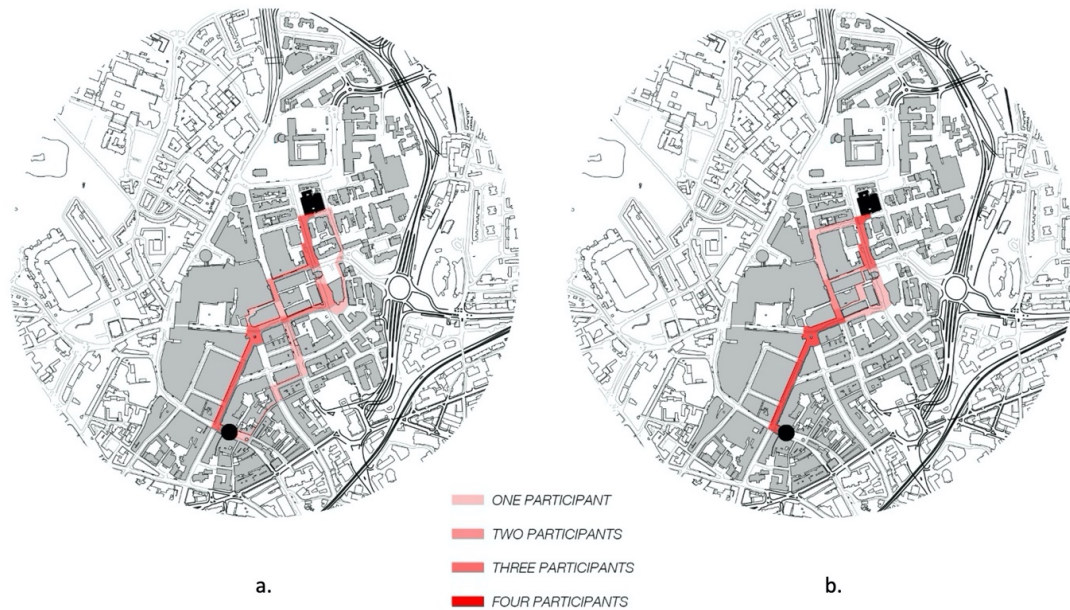 ONE PARTICIPANT
TWO PARTICIPANTS
THREE PARTICIPANTS
FOUR PARTICIPANTS
a.
b.